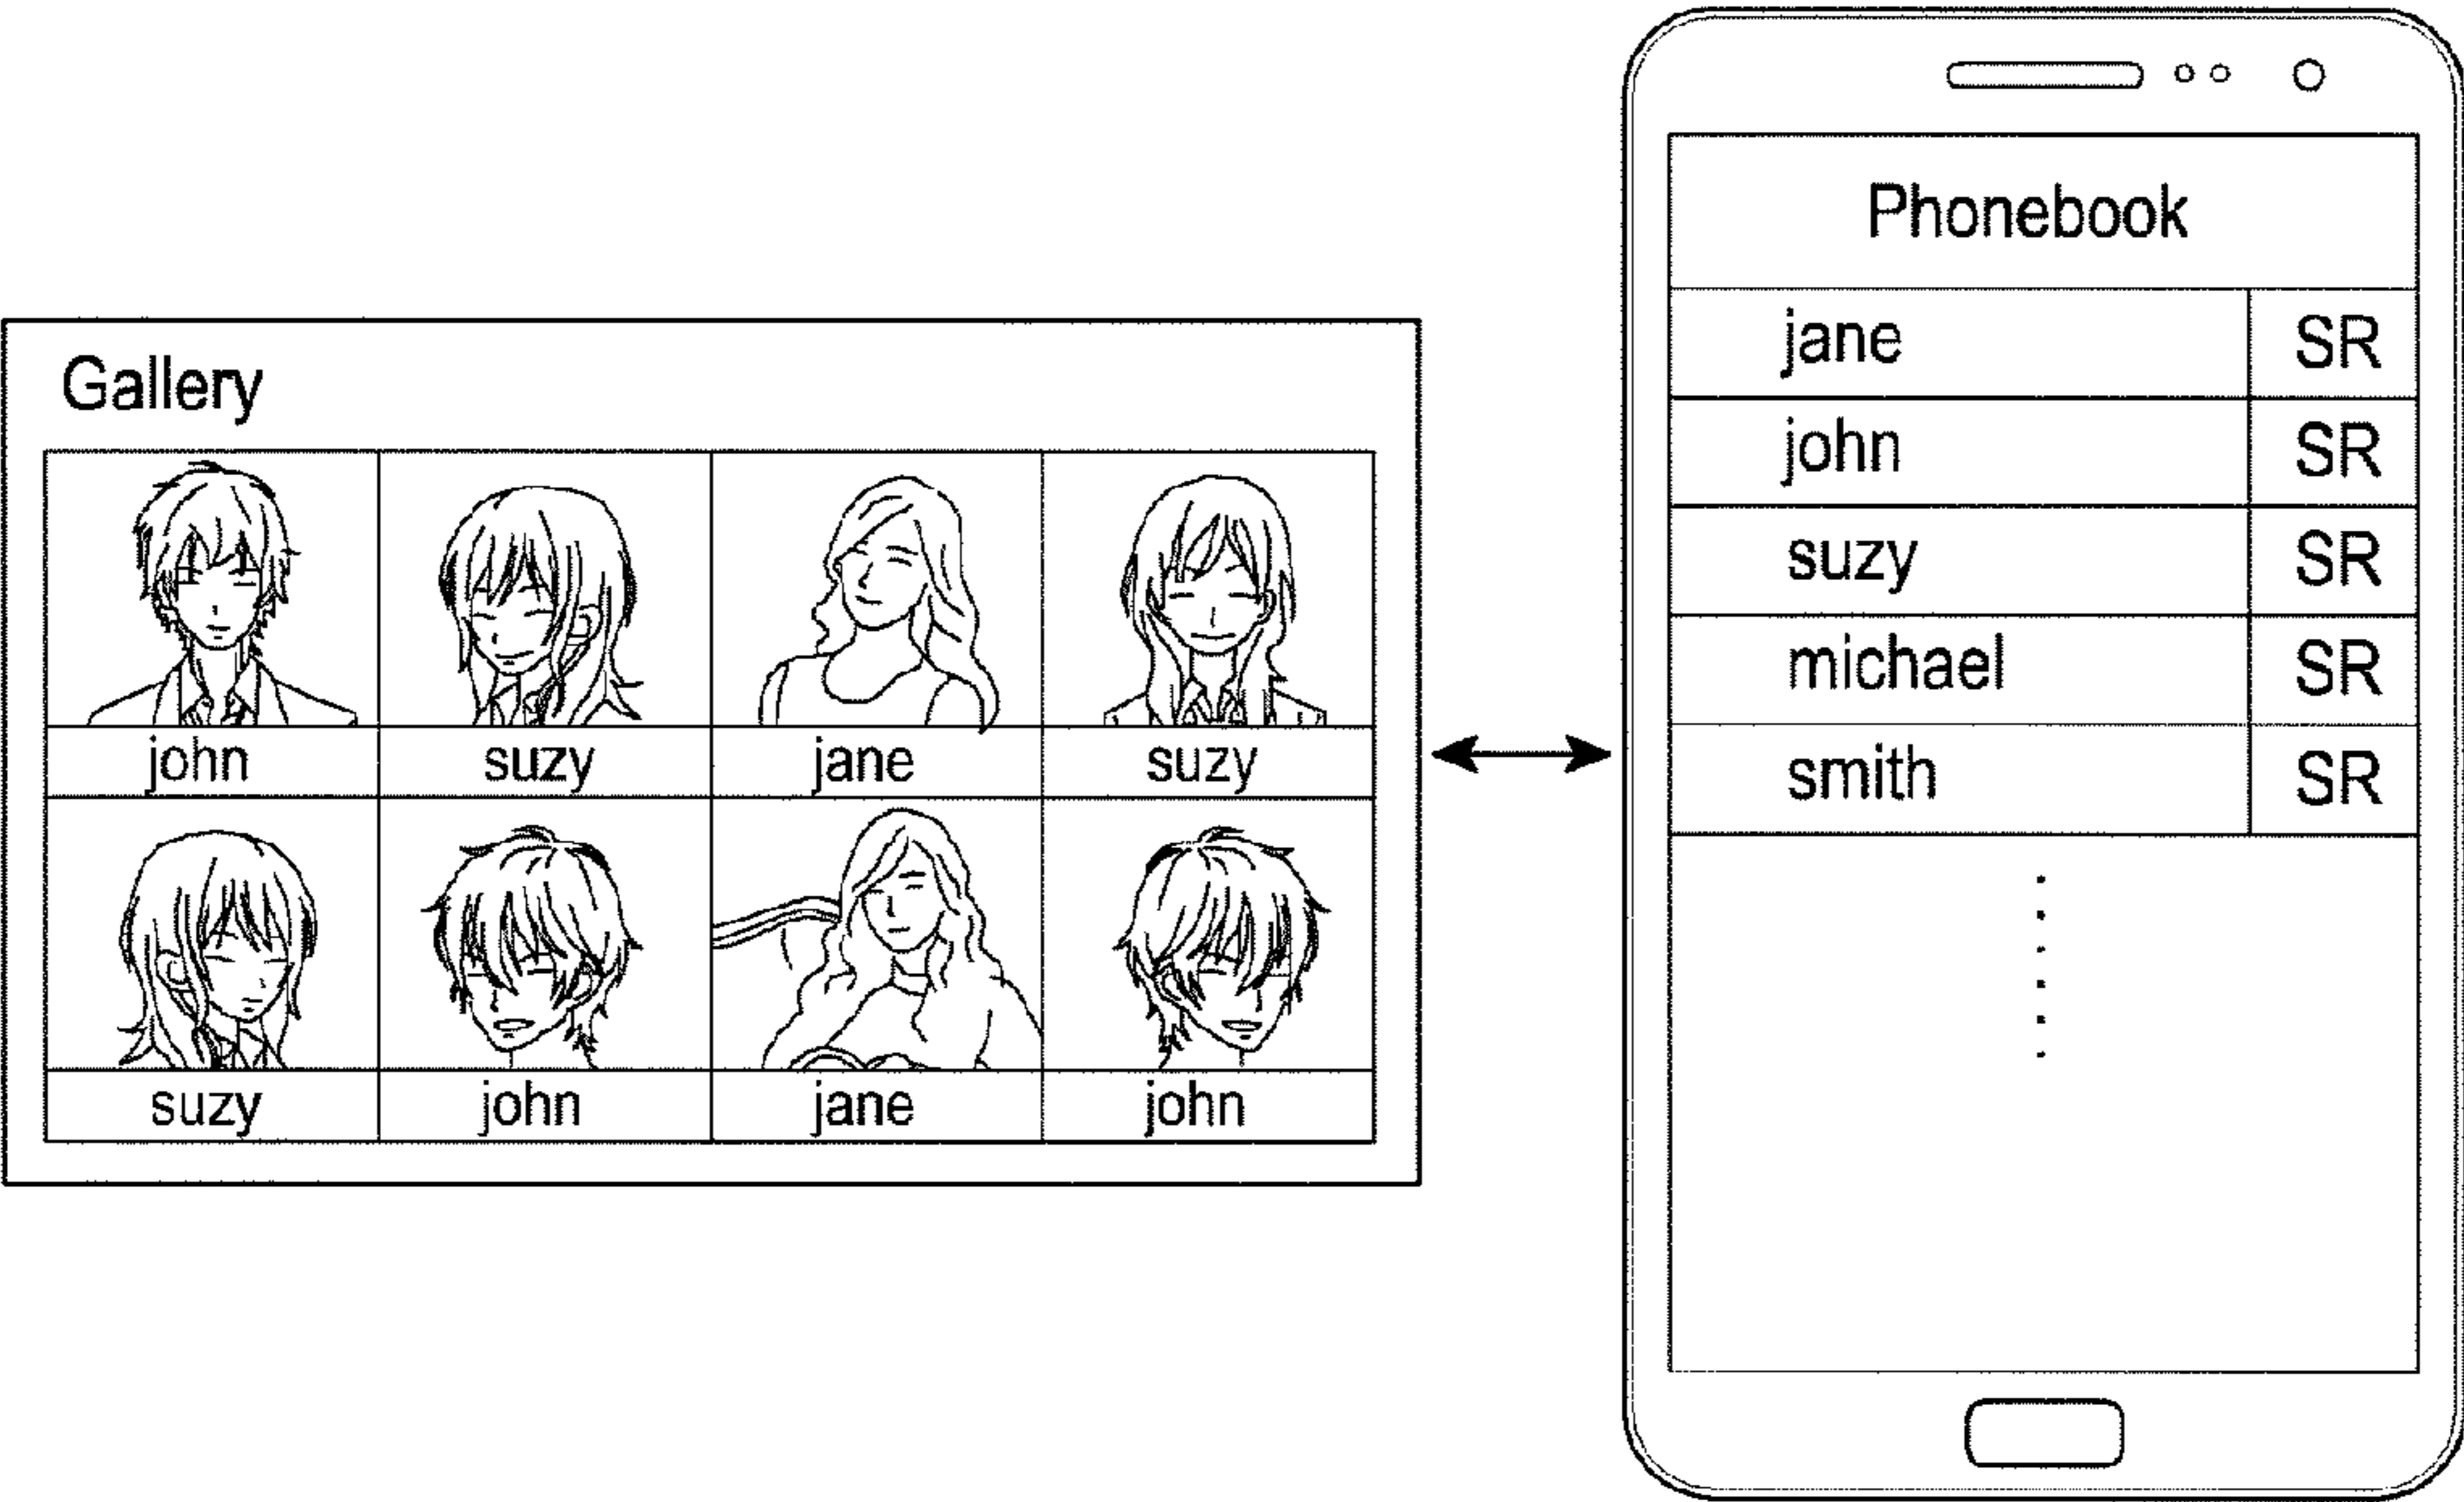 Gallery
john suzy jane suzy
suzy john jane john
Phonebook
jane SR
john SR
suzy SR
michael SR
smith SR